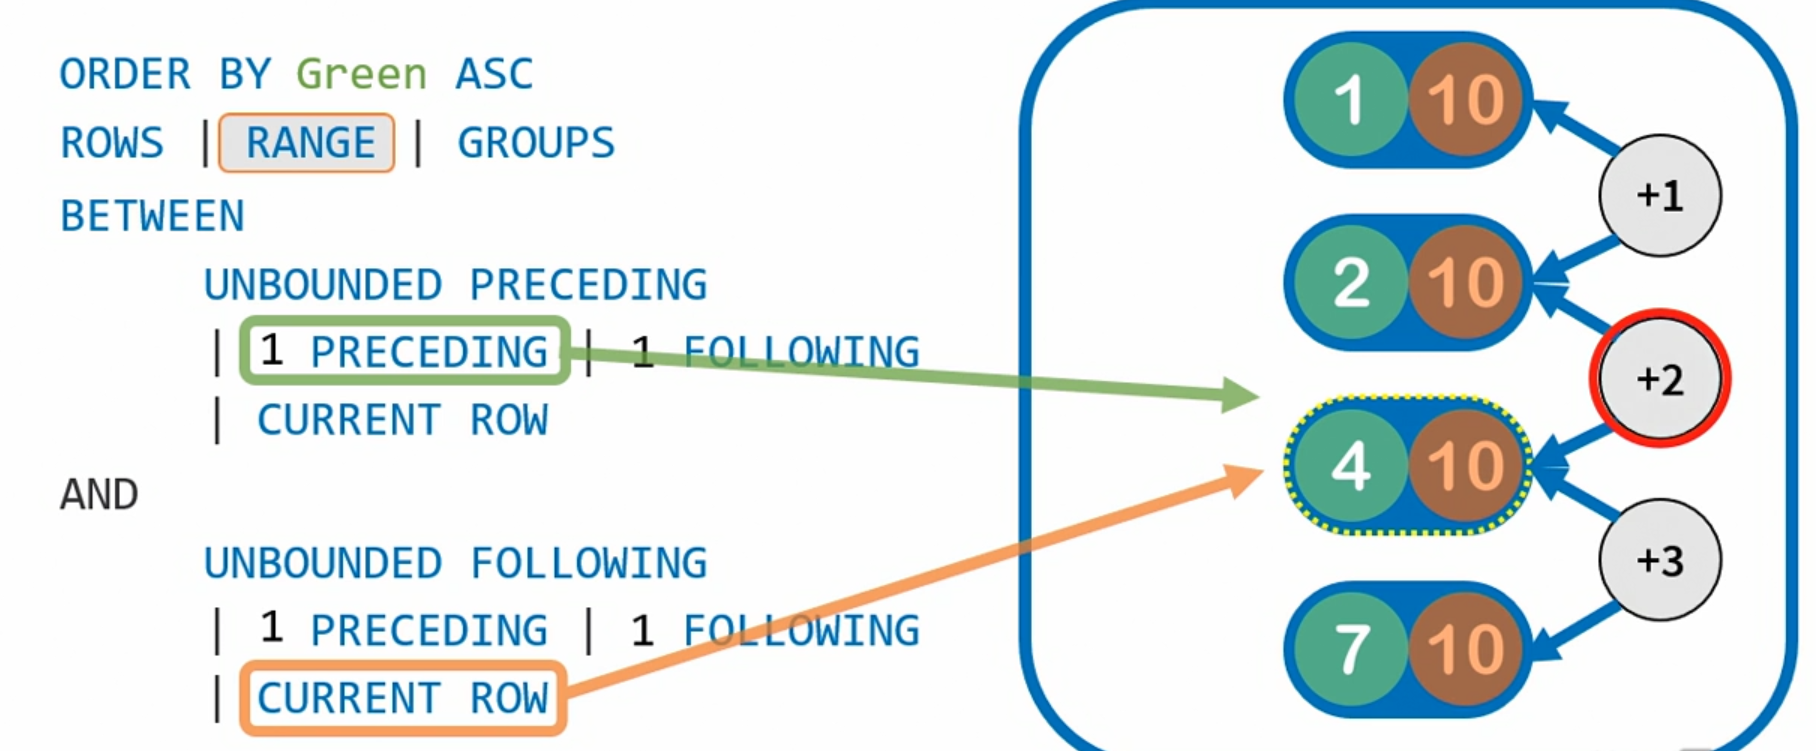 ORDER BY Green ASC
ROWS | RANGE | GROUPS
BETWEEN
UNBOUNDED PRECEDING
| 1 PRECEDING | 1 FOLLOWING
| CURRENT ROW
AND
UNBOUNDED FOLLOWING
| 1 PRECEDING | 1 FOLLOWING
| CURRENT ROW
1 10
+1
2 10
+2
4 10
+3
7 10